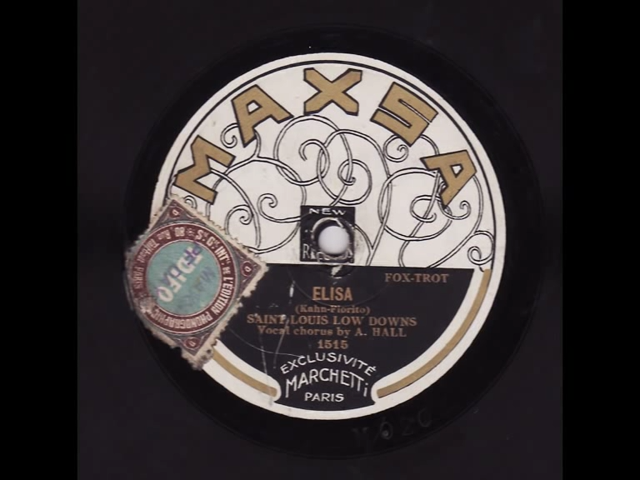 MAXSA
NEW
FOX-TROT
ELISA
(Kahn-Fiorito)
SAINT-LOUIS LOW DOWNS
Vocal chorus by A. HALL
1515
EXCLUSIVITÉ
MARCHETTI
PARIS
EDIFO